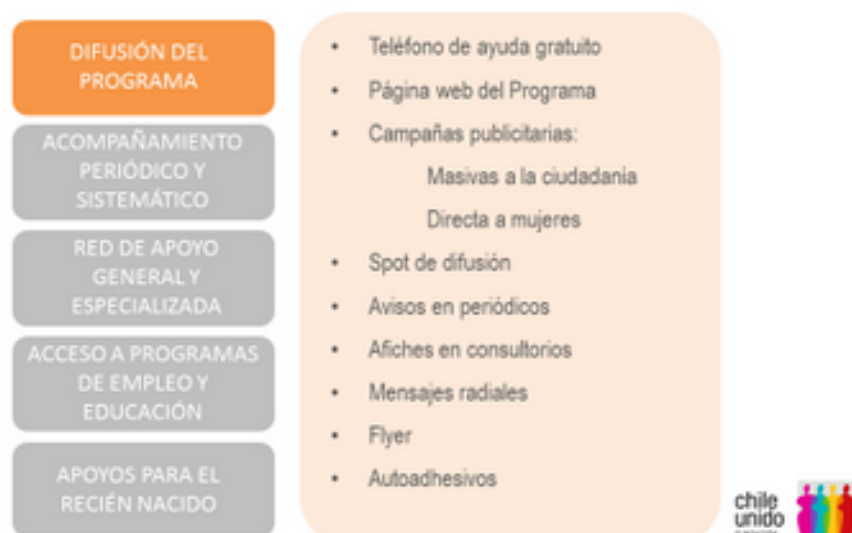 DIFUSIÓN DEL
PROGRAMA
ACOMPAÑAMIENTO
PERIÓDICO Y
SISTEMÁTICO
RED DE APOYO
GENERAL Y
ESPECIALIZADA
ACCESO A PROGRAMAS
DE EMPLEO Y
EDUCACIÓN
APOYOS PARA EL
RECIÉN NACIDO
• Teléfono de ayuda gratuito
• Página web del Programa
• Campañas publicitarias:
Masivas a la ciudadanía
Directa a mujeres
• Spot de difusión
• Avisos en periódicos
• Afiches en consultorios
• Mensajes radiales
• Flyer
• Autoadhesivos
chile
unido